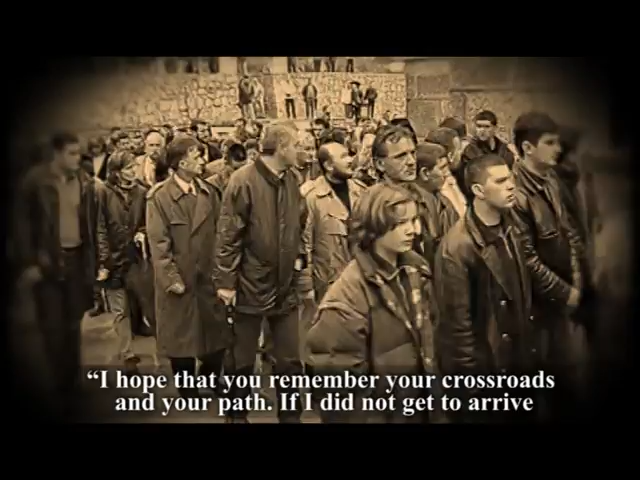 “I hope that you remember your crossroads
and your path. If I did not get to arrive